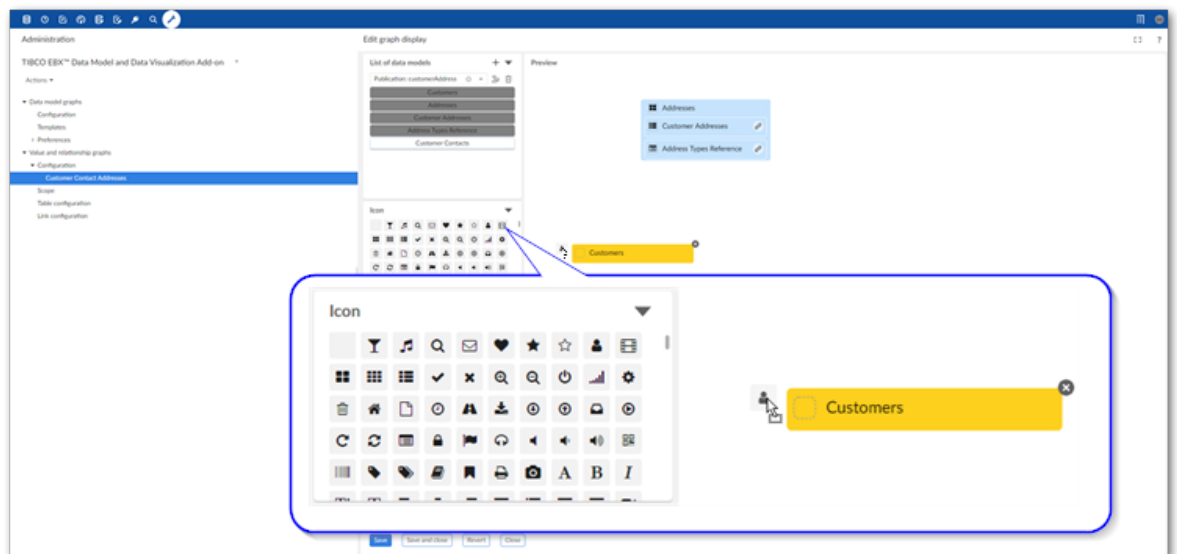 Administration
Edit graph display
?
TIBCO EBX™ Data Model and Data Visualization Add-on
Actions
Data model graphs
Configuration
Templates
Preferences
Value and relationship graphs
Configuration
Customer Contact Addresses
Scope
Table configuration
Link configuration
List of data models
Publication: customerAddress
Customers
Addresses
Customer Addresses
Address Types Reference
Customer Contacts
Preview
Addresses
Customer Addresses
Address Types Reference
Icon
Customers
Icon
Customers
A B I
Save
Save and close
Revert
Close